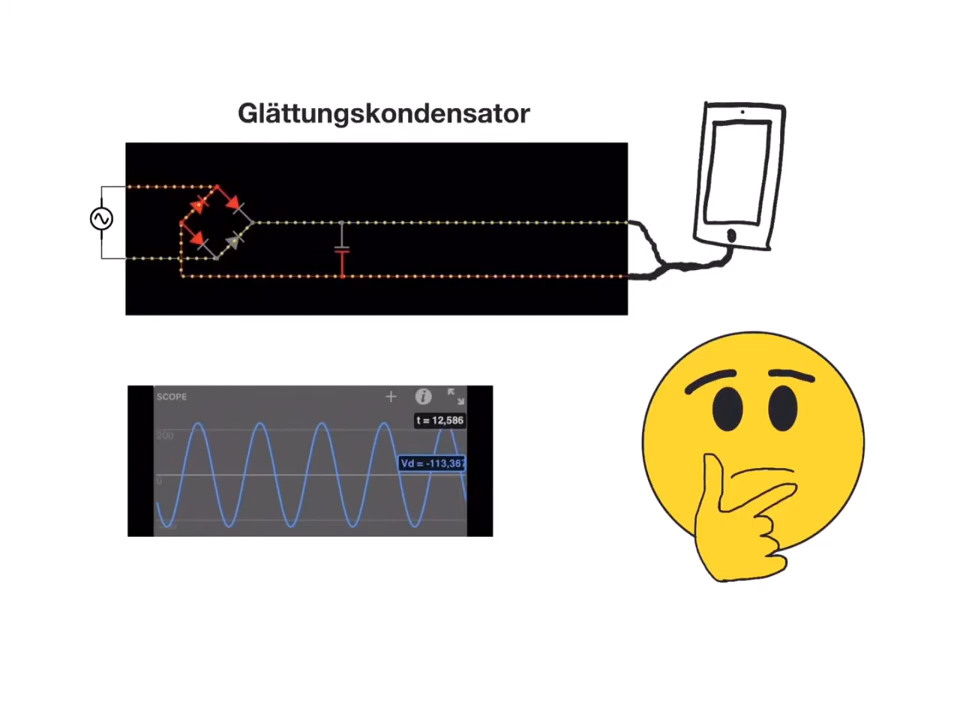 Glättungskondensator
SCOPE
t = 12,586
200
Vd = -113,367
0